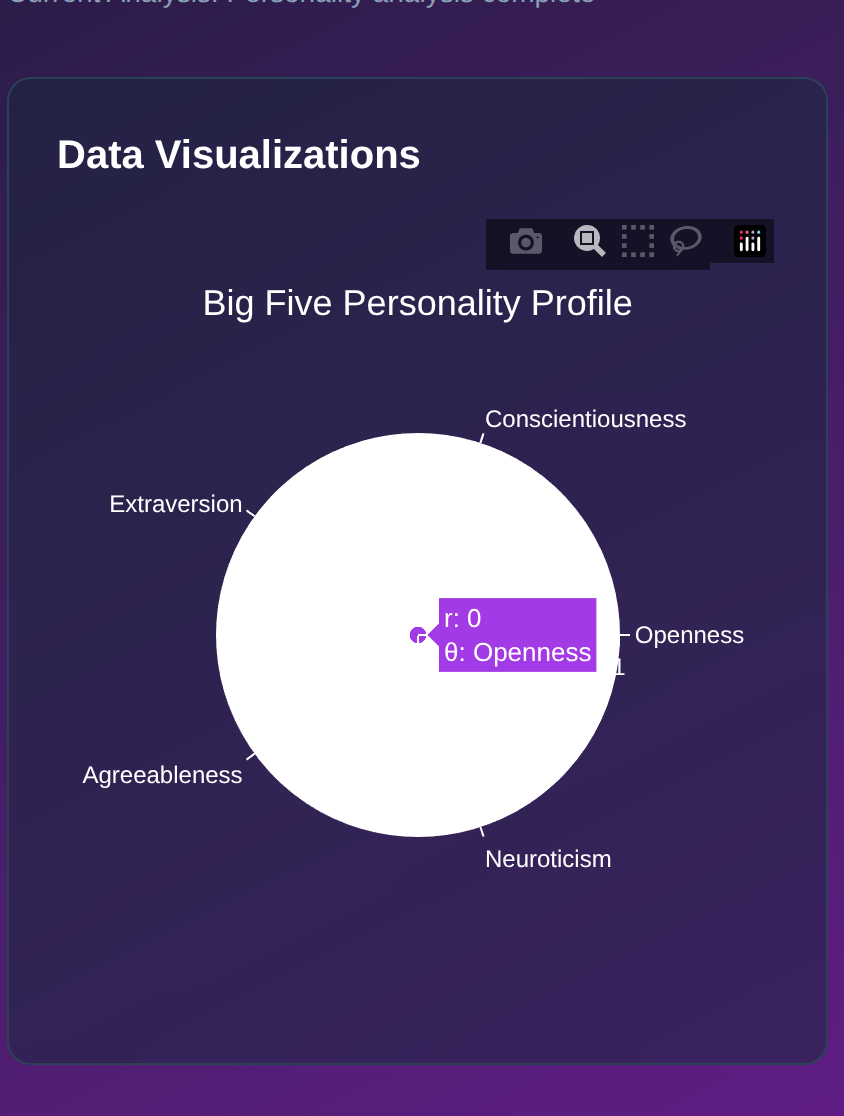 Current Analysis: Personality analysis complete
Data Visualizations
Big Five Personality Profile
Conscientiousness
Extraversion
r: 0
θ: Openness
Openness
1
Agreeableness
Neuroticism